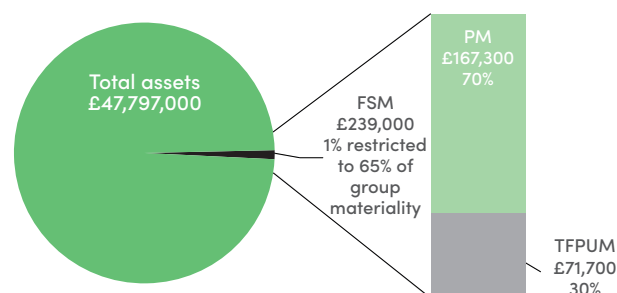 Total assets
£47,797,000
FSM
£239,000
1% restricted
to 65% of
group
materiality
PM
£167,300
70%
TFPUM
£71,700
30%